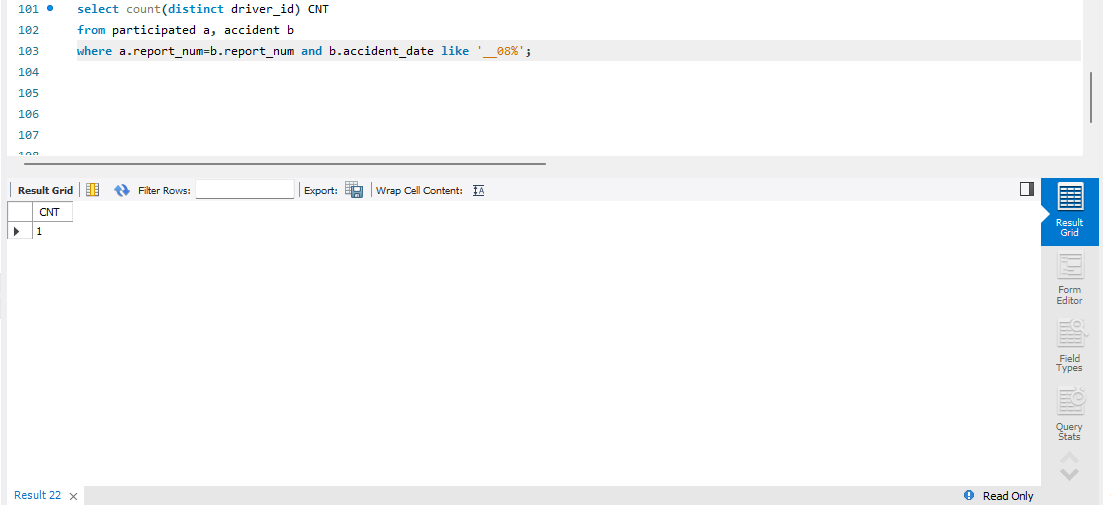 101 select count(distinct driver_id) CNT
102 from participated a, accident b
103 where a.report_num=b.report_num and b.accident_date like '__08%';
104
105
106
107
Result Grid Filter Rows: Export: Wrap Cell Content: IA
CNT
1
Result Grid
Form Editor
Field Types
Query Stats
Result 22 × Read Only